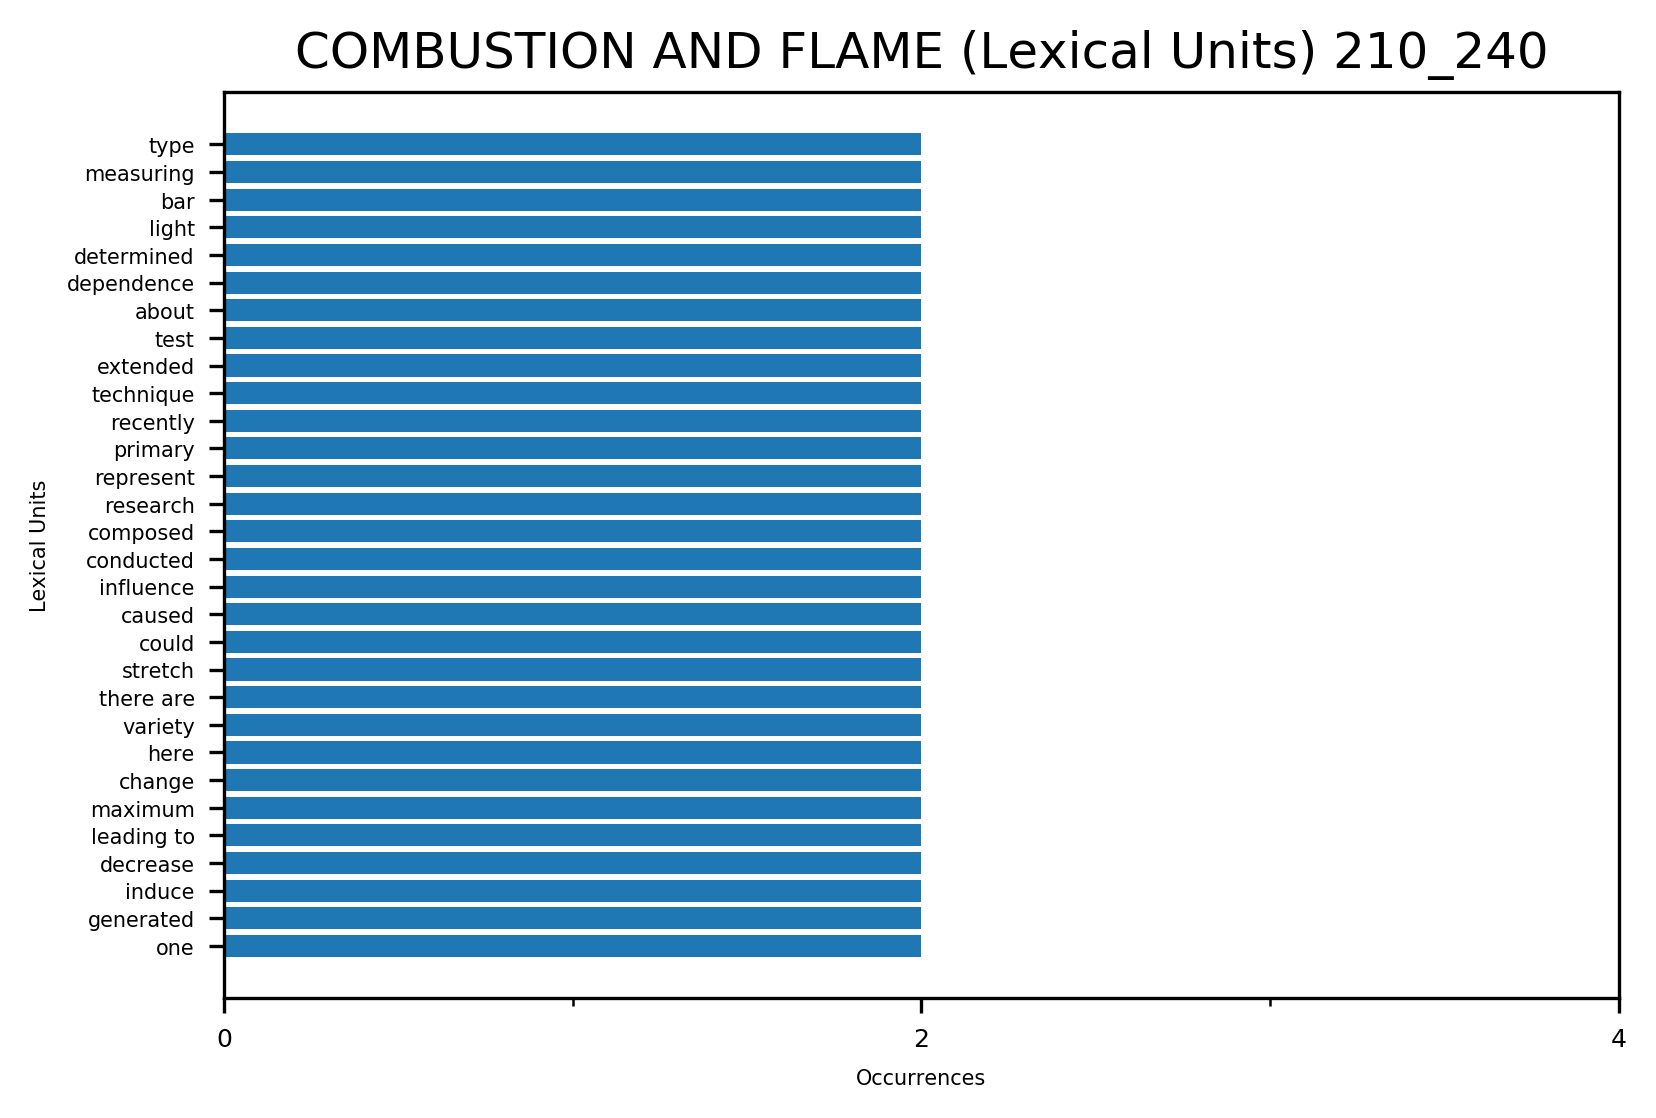 COMBUSTION AND FLAME (Lexical Units) 210_240
type
measuring
bar
light
determined
dependence
about
test
extended
technique
recently
primary
represent
research
composed
conducted
influence
caused
could
stretch
there are
variety
here
change
maximum
leading to
decrease
induce
generated
one
Lexical Units
0 2 4
Occurrences